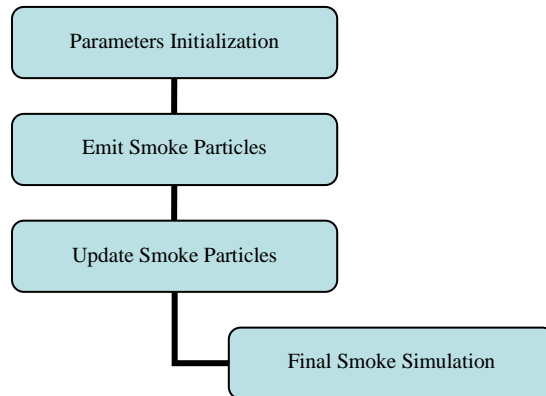 Parameters Initialization
Emit Smoke Particles
Update Smoke Particles
Final Smoke Simulation